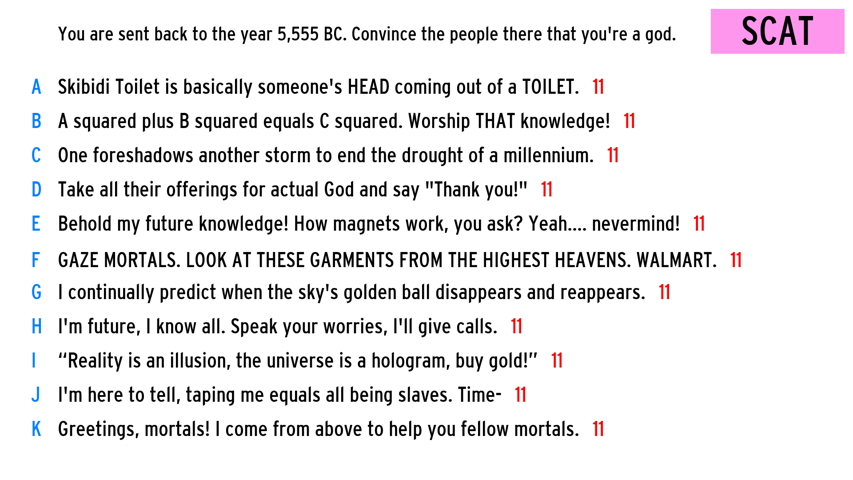 You are sent back to the year 5,555 BC. Convince the people there that you're a god.
SCAT
A Skibidi Toilet is basically someone's HEAD coming out of a TOILET. 11
B A squared plus B squared equals C squared. Worship THAT knowledge! 11
C One foreshadows another storm to end the drought of a millennium. 11
D Take all their offerings for actual God and say "Thank you!" 11
E Behold my future knowledge! How magnets work, you ask? Yeah.... nevermind! 11
F GAZE MORTALS. LOOK AT THESE GARMENTS FROM THE HIGHEST HEAVENS. WALMART. 11
G I continually predict when the sky's golden ball disappears and reappears. 11
H I'm future, I know all. Speak your worries, I'll give calls. 11
I “Reality is an illusion, the universe is a hologram, buy gold!” 11
J I'm here to tell, taping me equals all being slaves. Time- 11
K Greetings, mortals! I come from above to help you fellow mortals. 11